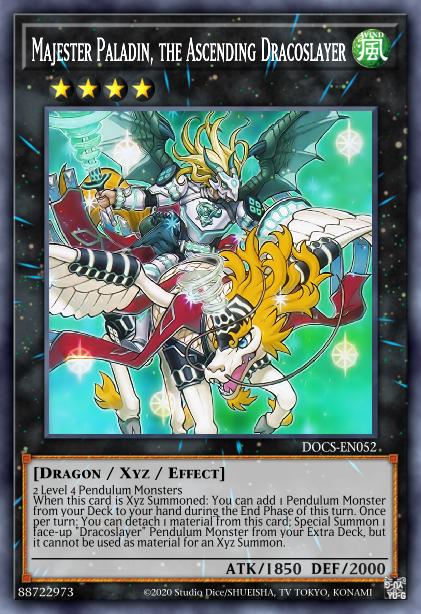 Majester Paladin, the Ascending Dracoslayer
WIND
風
DOCS-EN052
[Dragon / Xyz / Effect]
2 Level 4 Pendulum Monsters
When this card is Xyz Summoned: You can add 1 Pendulum Monster
from your Deck to your hand during the End Phase of this turn. Once
per turn: You can detach 1 material from this card; Special Summon 1
face-up "Dracoslayer" Pendulum Monster from your Extra Deck, but
it cannot be used as material for an Xyz Summon.
ATK/1850 DEF/2000
88722973
©2020 Studio Dice/SHUEISHA, TV TOKYO, KONAMI